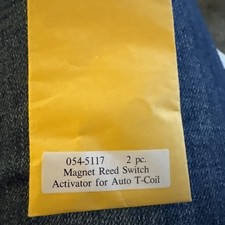 054-5117 2 pc.
Magnet Reed Switch
Activator for Auto T-Coil